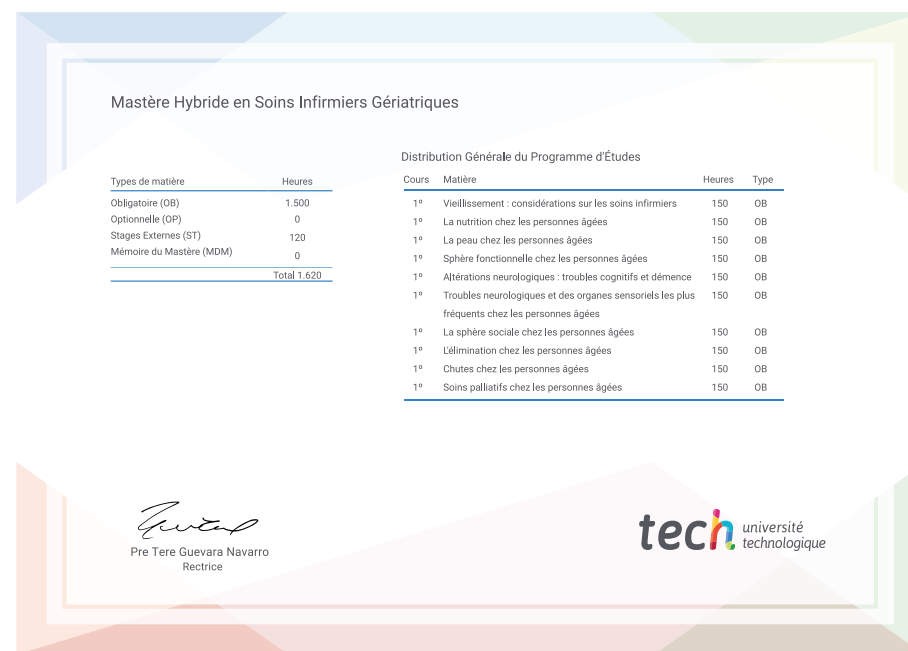 Mastère Hybride en Soins Infirmiers Gériatriques
Types de matière Heures
Obligatoire (OB) 1.500
Optionnelle (OP) 0
Stages Externes (ST) 120
Mémoire du Mastère (MDM) 0
Total 1.620
Distribution Générale du Programme d'Études
Cours Matière Heures Type
1º Vieillissement : considérations sur les soins infirmiers 150 OB
1º La nutrition chez les personnes âgées 150 OB
1º La peau chez les personnes âgées 150 OB
1º Sphère fonctionnelle chez les personnes âgées 150 OB
1º Altérations neurologiques : troubles cognitifs et démence 150 OB
1º Troubles neurologiques et des organes sensoriels les plus 150 OB
fréquents chez les personnes âgées
1º La sphère sociale chez les personnes âgées 150 OB
1º L'élimination chez les personnes âgées 150 OB
1º Chutes chez les personnes âgées 150 OB
1º Soins palliatifs chez les personnes âgées 150 OB
Pre Tere Guevara Navarro
Rectrice
tech université
technologique